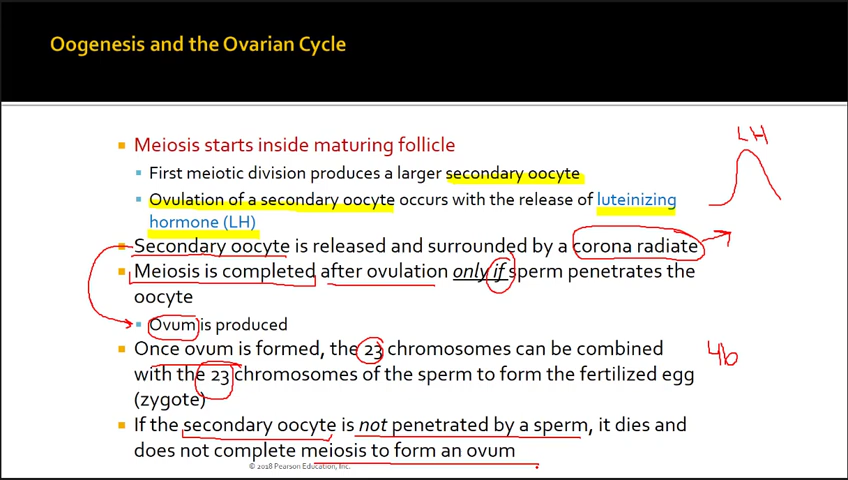 Oogenesis and the Ovarian Cycle
LH
Meiosis starts inside maturing follicle
First meiotic division produces a larger secondary oocyte
Ovulation of a secondary oocyte occurs with the release of luteinizing
hormone (LH)
Secondary oocyte is released and surrounded by a corona radiate
Meiosis is completed after ovulation only if sperm penetrates the
oocyte
Ovum is produced
Once ovum is formed, the 23 chromosomes can be combined
46
with the 23 chromosomes of the sperm to form the fertilized egg
(zygote)
If the secondary oocyte is not penetrated by a sperm, it dies and
does not complete meiosis to form an ovum
© 2018 Pearson Education, Inc.